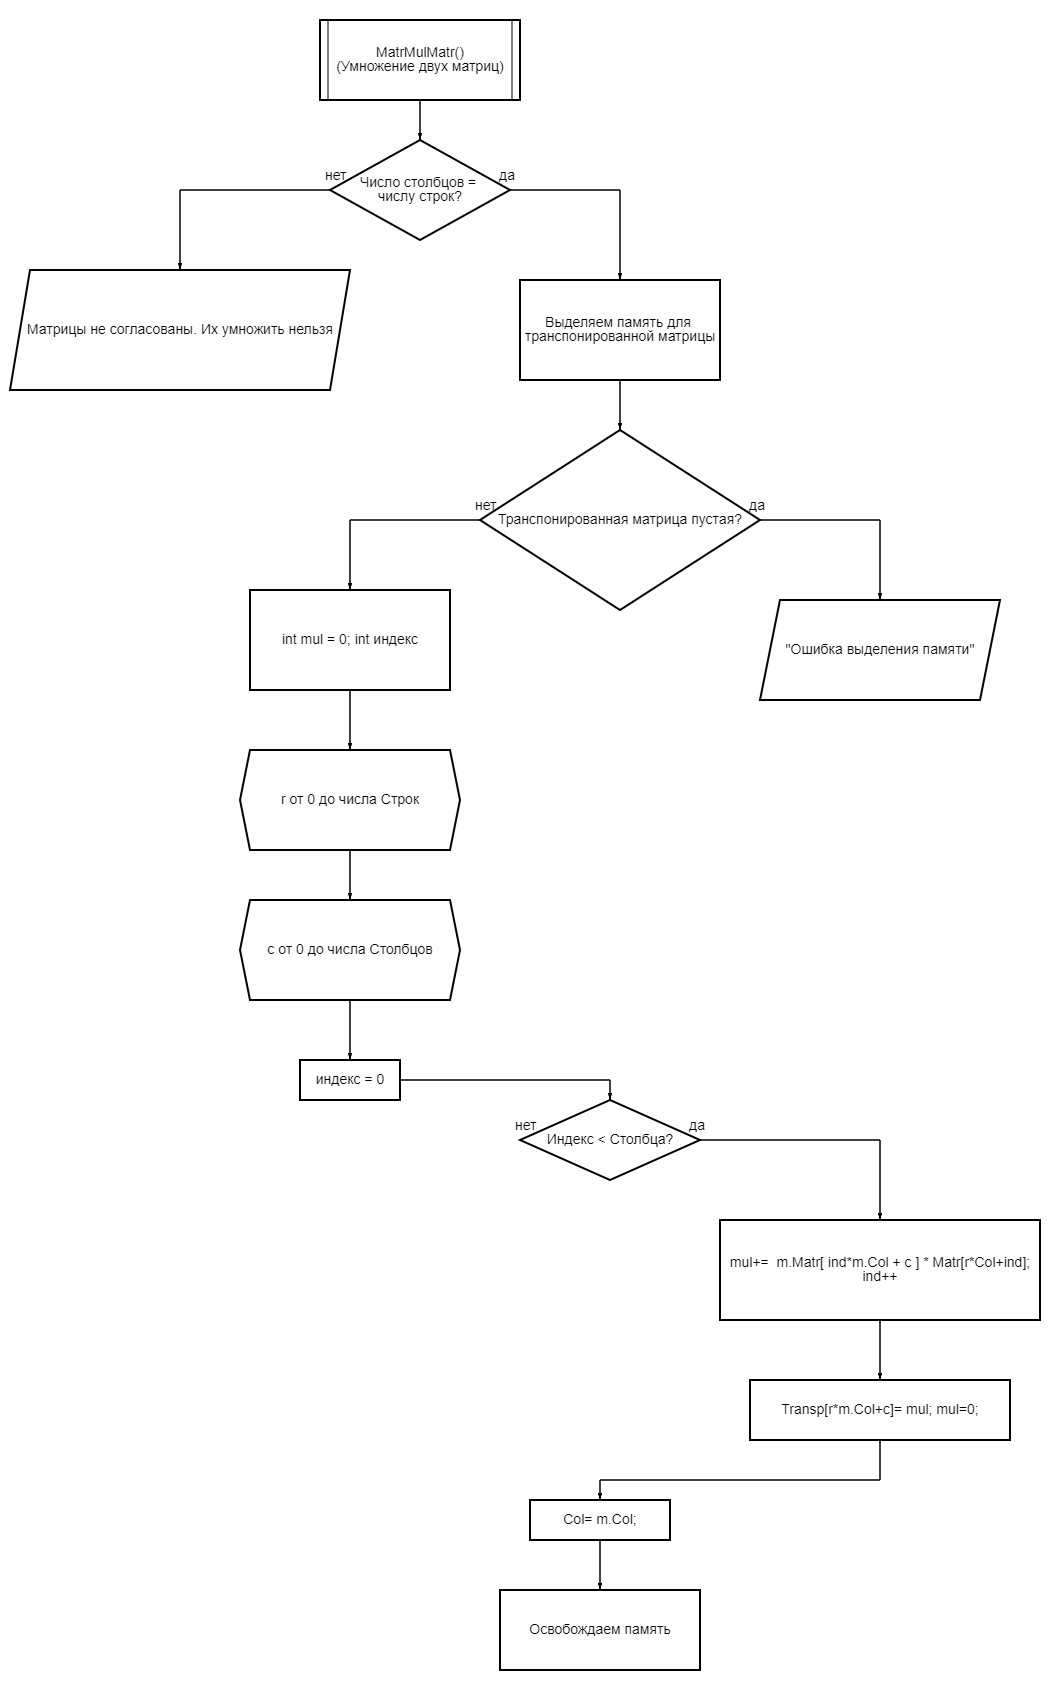 MatrMulMatr()
(Умножение двух матриц)
нет
Число столбцов =
числу строк?
да
Матрицы не согласованы. Их умножить нельзя
Выделяем память для
транспонированной матрицы
нет
Транспонированная матрица пустая?
да
int mul = 0; int индекс
"Ошибка выделения памяти"
r от 0 до числа Строк
c от 0 до числа Столбцов
индекс = 0
нет
Индекс < Столбца?
да
mul+=  m.Matr[ ind*m.Col + c ] * Matr[r*Col+ind];
ind++
Transp[r*m.Col+c]= mul; mul=0;
Col= m.Col;
Освобождаем память